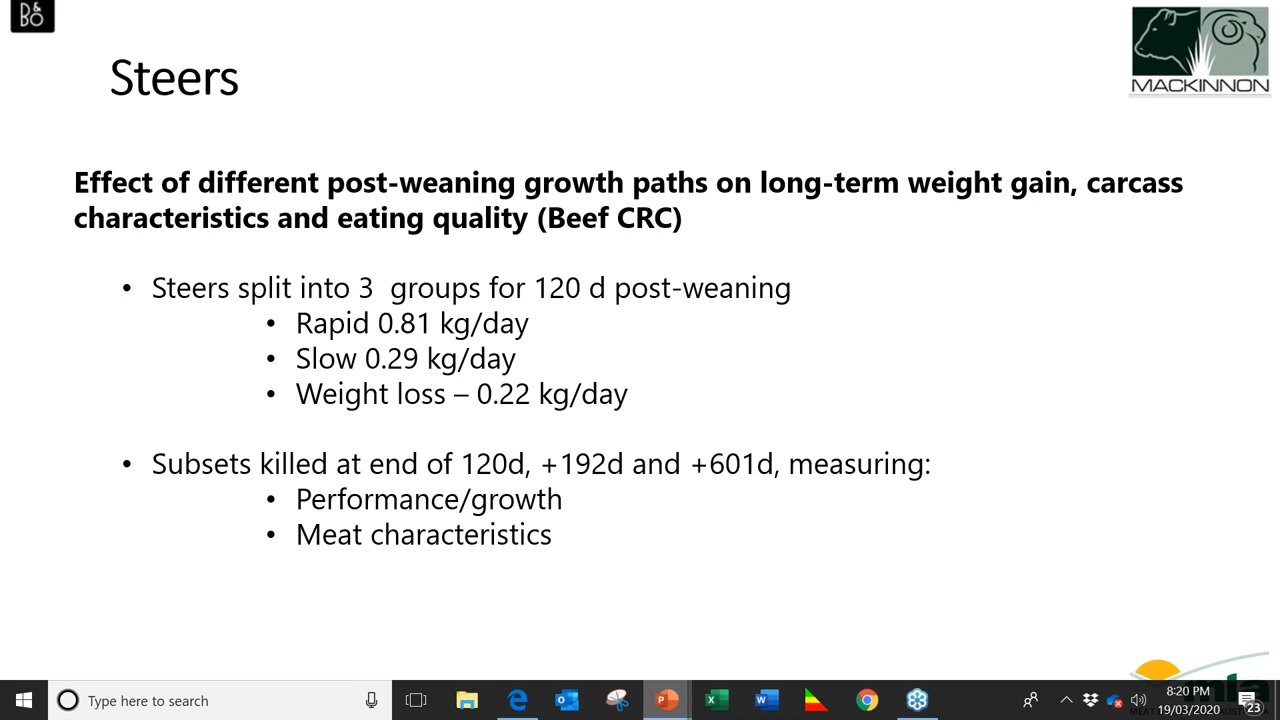 B&O
MACKINNON
Steers
Effect of different post-weaning growth paths on long-term weight gain, carcass
characteristics and eating quality (Beef CRC)
• Steers split into 3 groups for 120 d post-weaning
• Rapid 0.81 kg/day
• Slow 0.29 kg/day
• Weight loss – 0.22 kg/day
• Subsets killed at end of 120d, +192d and +601d, measuring:
• Performance/growth
• Meat characteristics
Type here to search
8:20 PM
19/03/2020
23